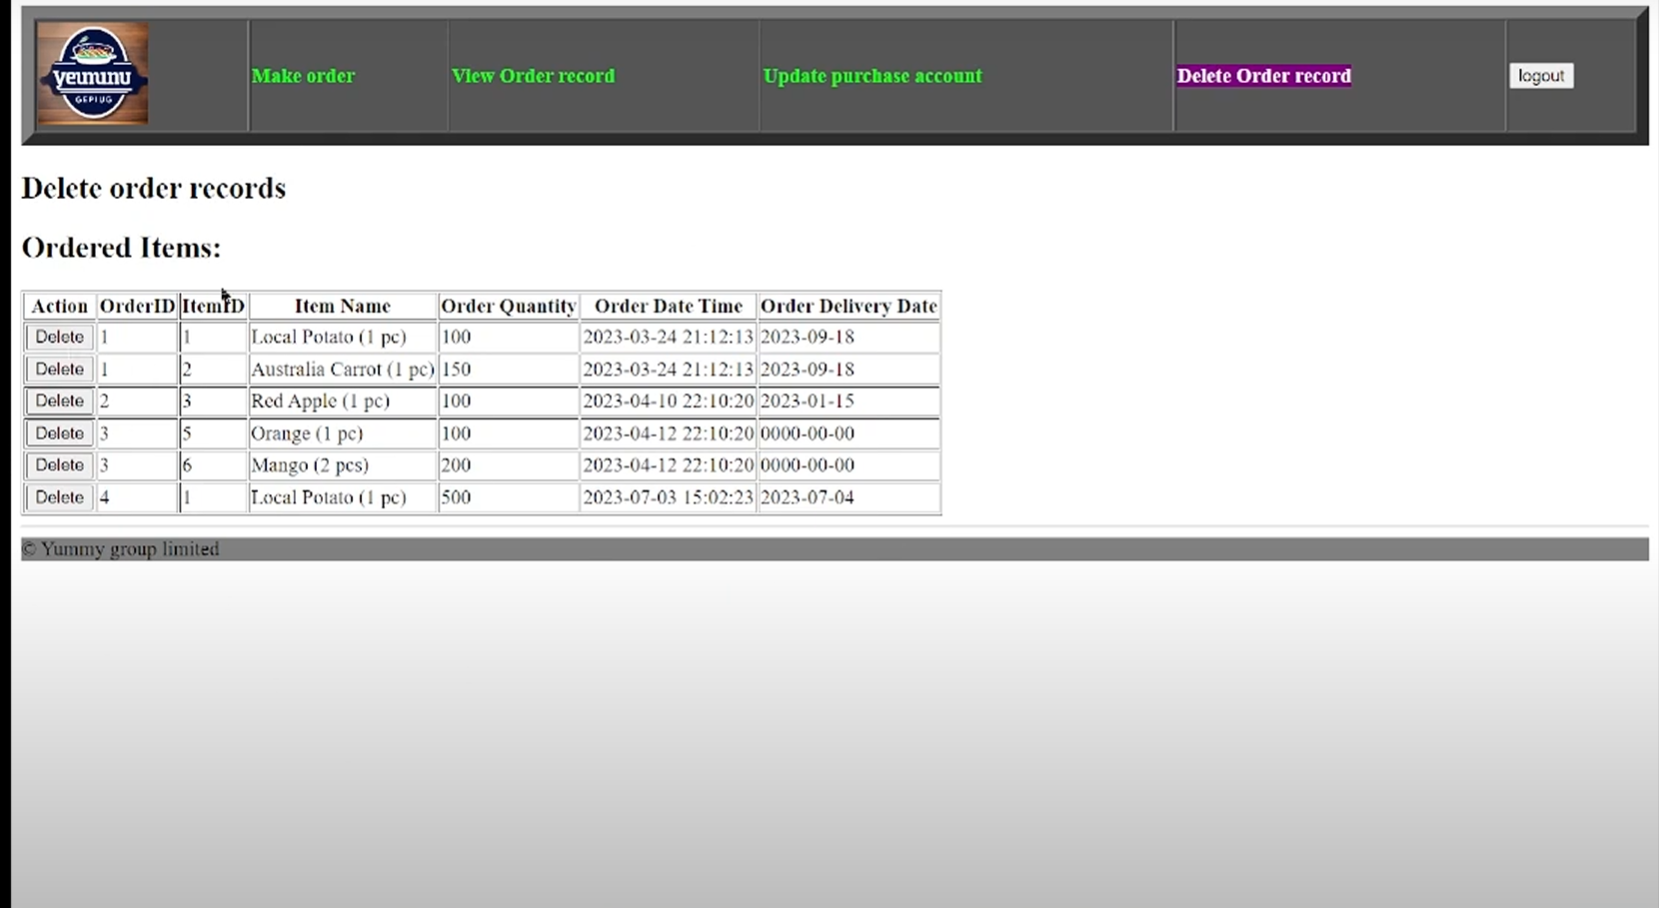 yeununu
GEPIUG
Make order
View Order record
Update purchase account
Delete Order record
logout
Delete order records
Ordered Items:
Action OrderID ItemID Item Name Order Quantity Order Date Time Order Delivery Date
Delete 1 1 Local Potato (1 pc) 100 2023-03-24 21:12:13 2023-09-18
Delete 1 2 Australia Carrot (1 pc) 150 2023-03-24 21:12:13 2023-09-18
Delete 2 3 Red Apple (1 pc) 100 2023-04-10 22:10:20 2023-01-15
Delete 3 5 Orange (1 pc) 100 2023-04-12 22:10:20 0000-00-00
Delete 3 6 Mango (2 pcs) 200 2023-04-12 22:10:20 0000-00-00
Delete 4 1 Local Potato (1 pc) 500 2023-07-03 15:02:23 2023-07-04
© Yummy group limited